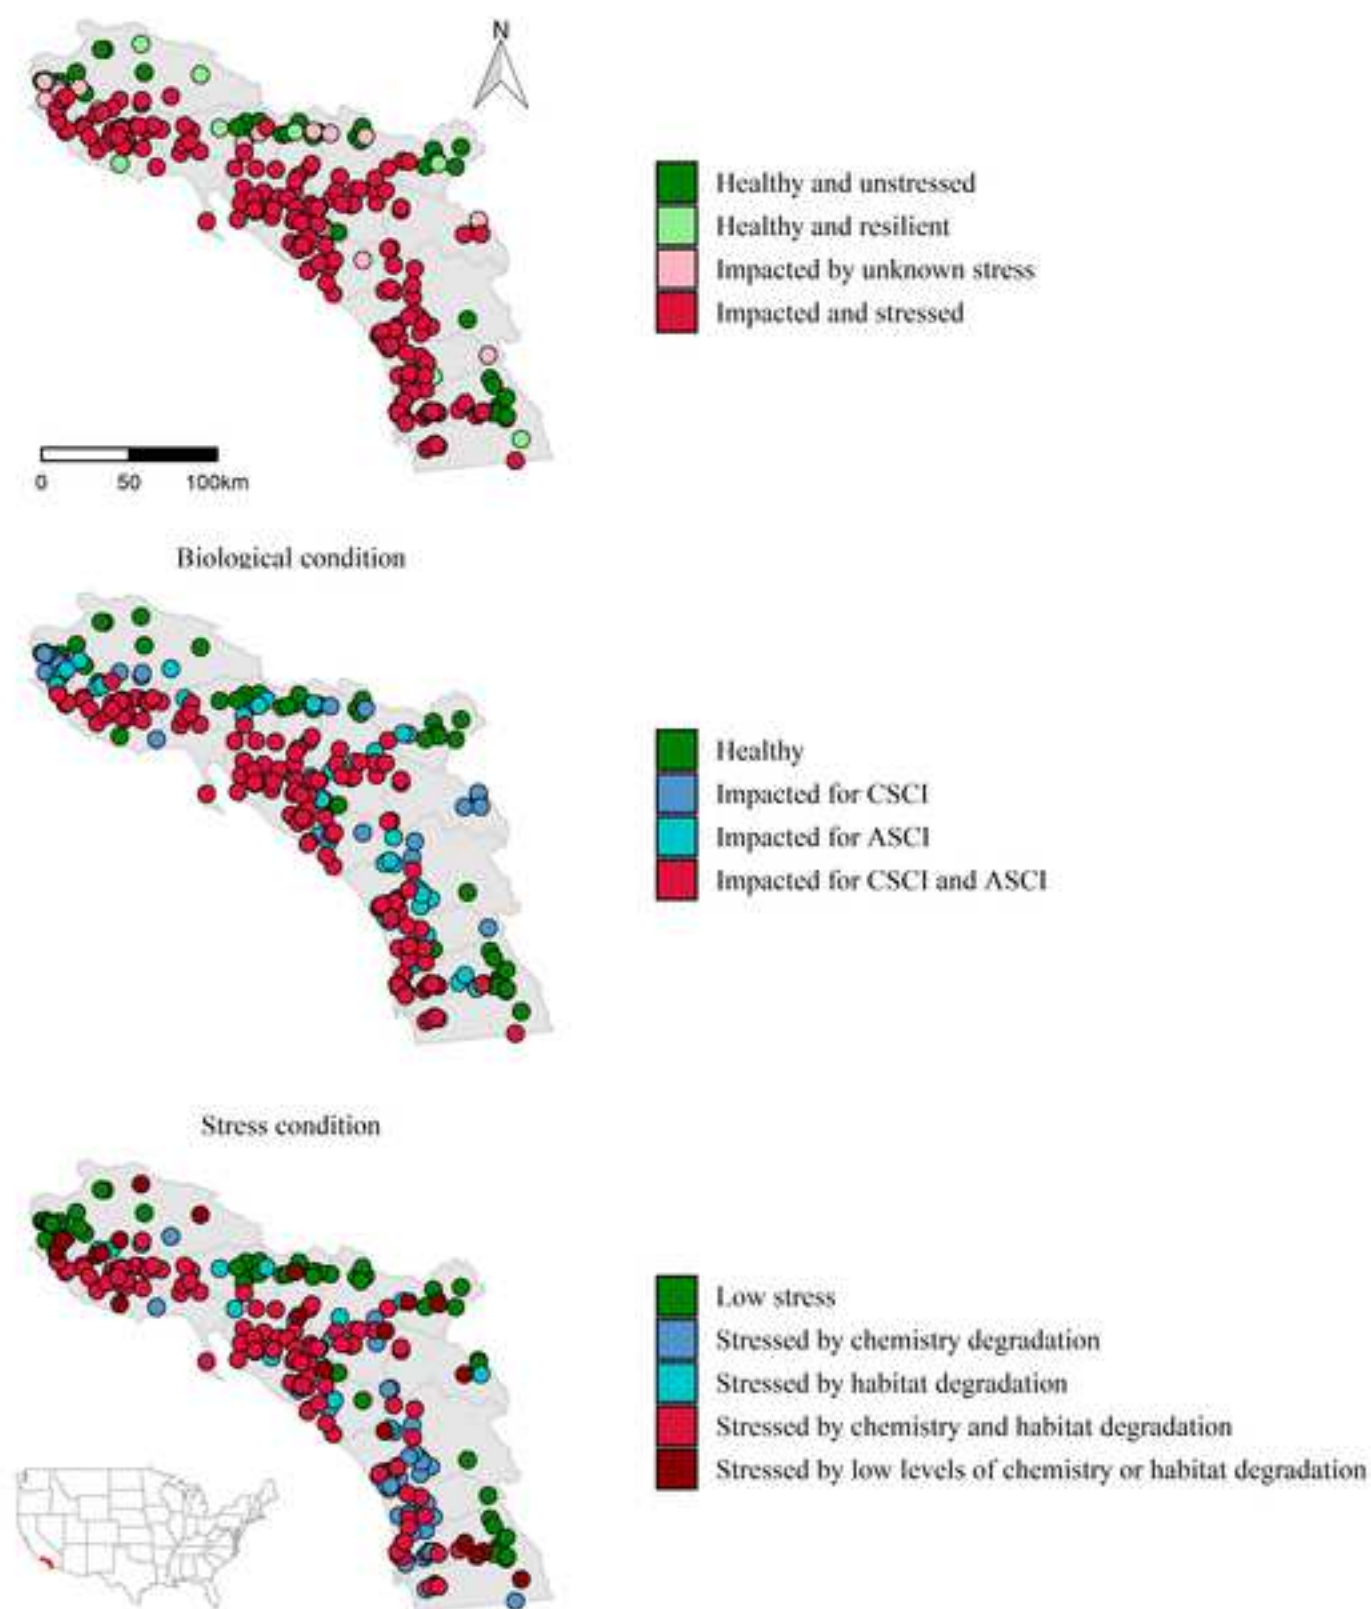 N
Healthy and unstressed
Healthy and resilient
Impacted by unknown stress
Impacted and stressed
0 50 100km
Biological condition
Healthy
Impacted for CSCI
Impacted for ASCI
Impacted for CSCI and ASCI
Stress condition
Low stress
Stressed by chemistry degradation
Stressed by habitat degradation
Stressed by chemistry and habitat degradation
Stressed by low levels of chemistry or habitat degradation